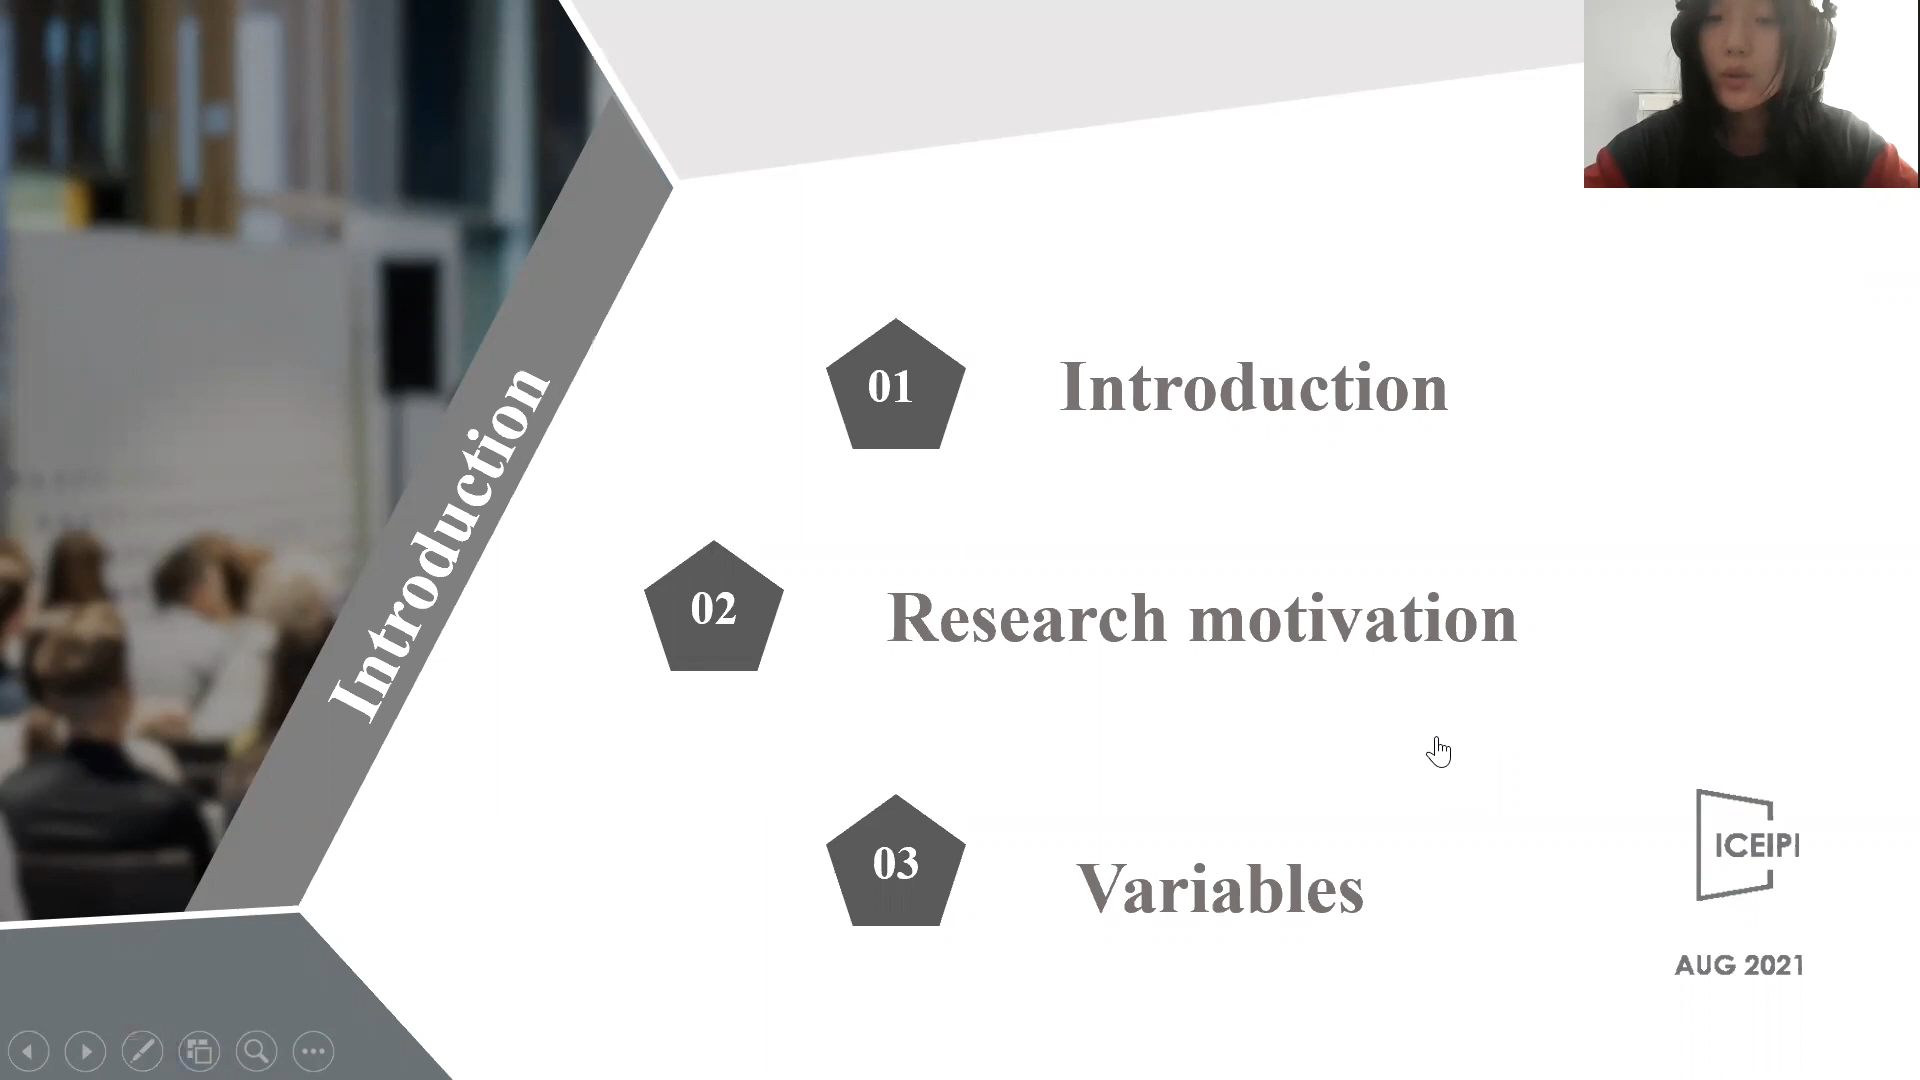 Introduction
01
Introduction
02
Research motivation
03
Variables
ICEIPI
AUG 2021